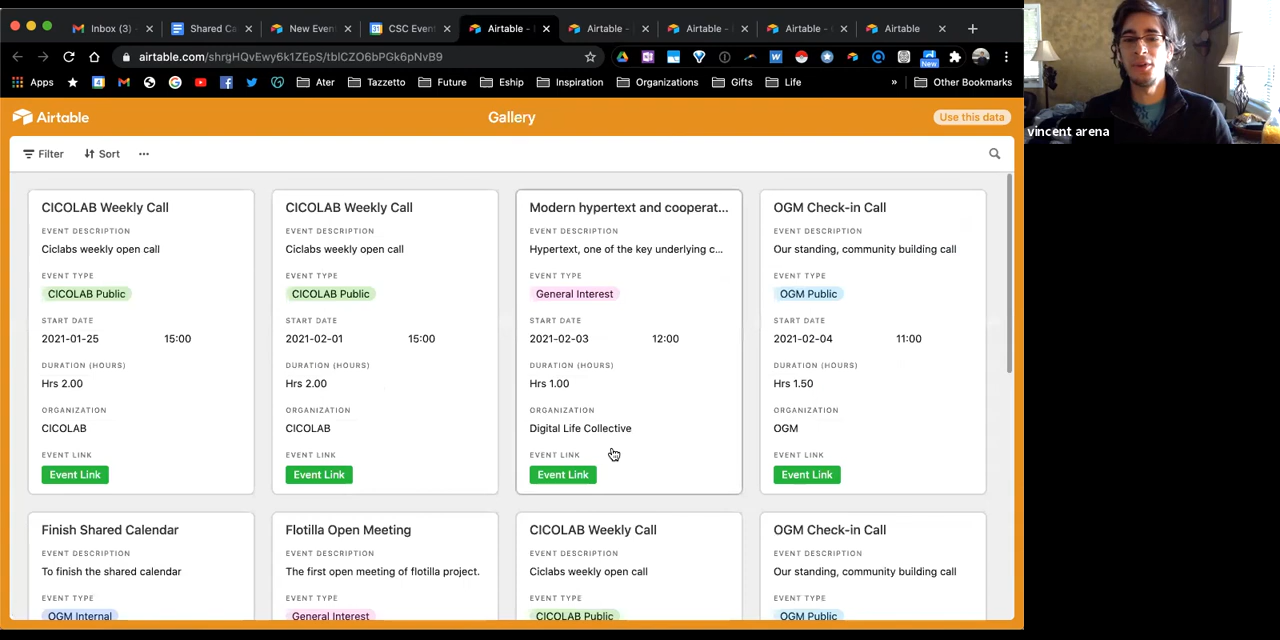 Inbox (3)
Shared Ca
New Even
CSC Even
Airtable -
Airtable -
Airtable -
Airtable -
Airtable
airtable.com/shrgHQvEwy6k1ZEpS/tblCZO6bPGk6pNvB9
New
Apps
Ater
Tazzetto
Future
Eship
Inspiration
Organizations
Gifts
Life
»
Other Bookmarks
Airtable
Gallery
Use this data
Filter
Sort
...
CICOLAB Weekly Call
EVENT DESCRIPTION
Ciclabs weekly open call
EVENT TYPE
CICOLAB Public
START DATE
2021-01-25 15:00
DURATION (HOURS)
Hrs 2.00
ORGANIZATION
CICOLAB
EVENT LINK
Event Link
CICOLAB Weekly Call
EVENT DESCRIPTION
Ciclabs weekly open call
EVENT TYPE
CICOLAB Public
START DATE
2021-02-01 15:00
DURATION (HOURS)
Hrs 2.00
ORGANIZATION
CICOLAB
EVENT LINK
Event Link
Modern hypertext and cooperat...
EVENT DESCRIPTION
Hypertext, one of the key underlying c...
EVENT TYPE
General Interest
START DATE
2021-02-03 12:00
DURATION (HOURS)
Hrs 1.00
ORGANIZATION
Digital Life Collective
EVENT LINK
Event Link
OGM Check-in Call
EVENT DESCRIPTION
Our standing, community building call
EVENT TYPE
OGM Public
START DATE
2021-02-04 11:00
DURATION (HOURS)
Hrs 1.50
ORGANIZATION
OGM
EVENT LINK
Event Link
Finish Shared Calendar
EVENT DESCRIPTION
To finish the shared calendar
EVENT TYPE
OGM Internal
Flotilla Open Meeting
EVENT DESCRIPTION
The first open meeting of flotilla project.
EVENT TYPE
General Interest
CICOLAB Weekly Call
EVENT DESCRIPTION
Ciclabs weekly open call
EVENT TYPE
CICOLAB Public
OGM Check-in Call
EVENT DESCRIPTION
Our standing, community building call
EVENT TYPE
OGM Public
vincent arena